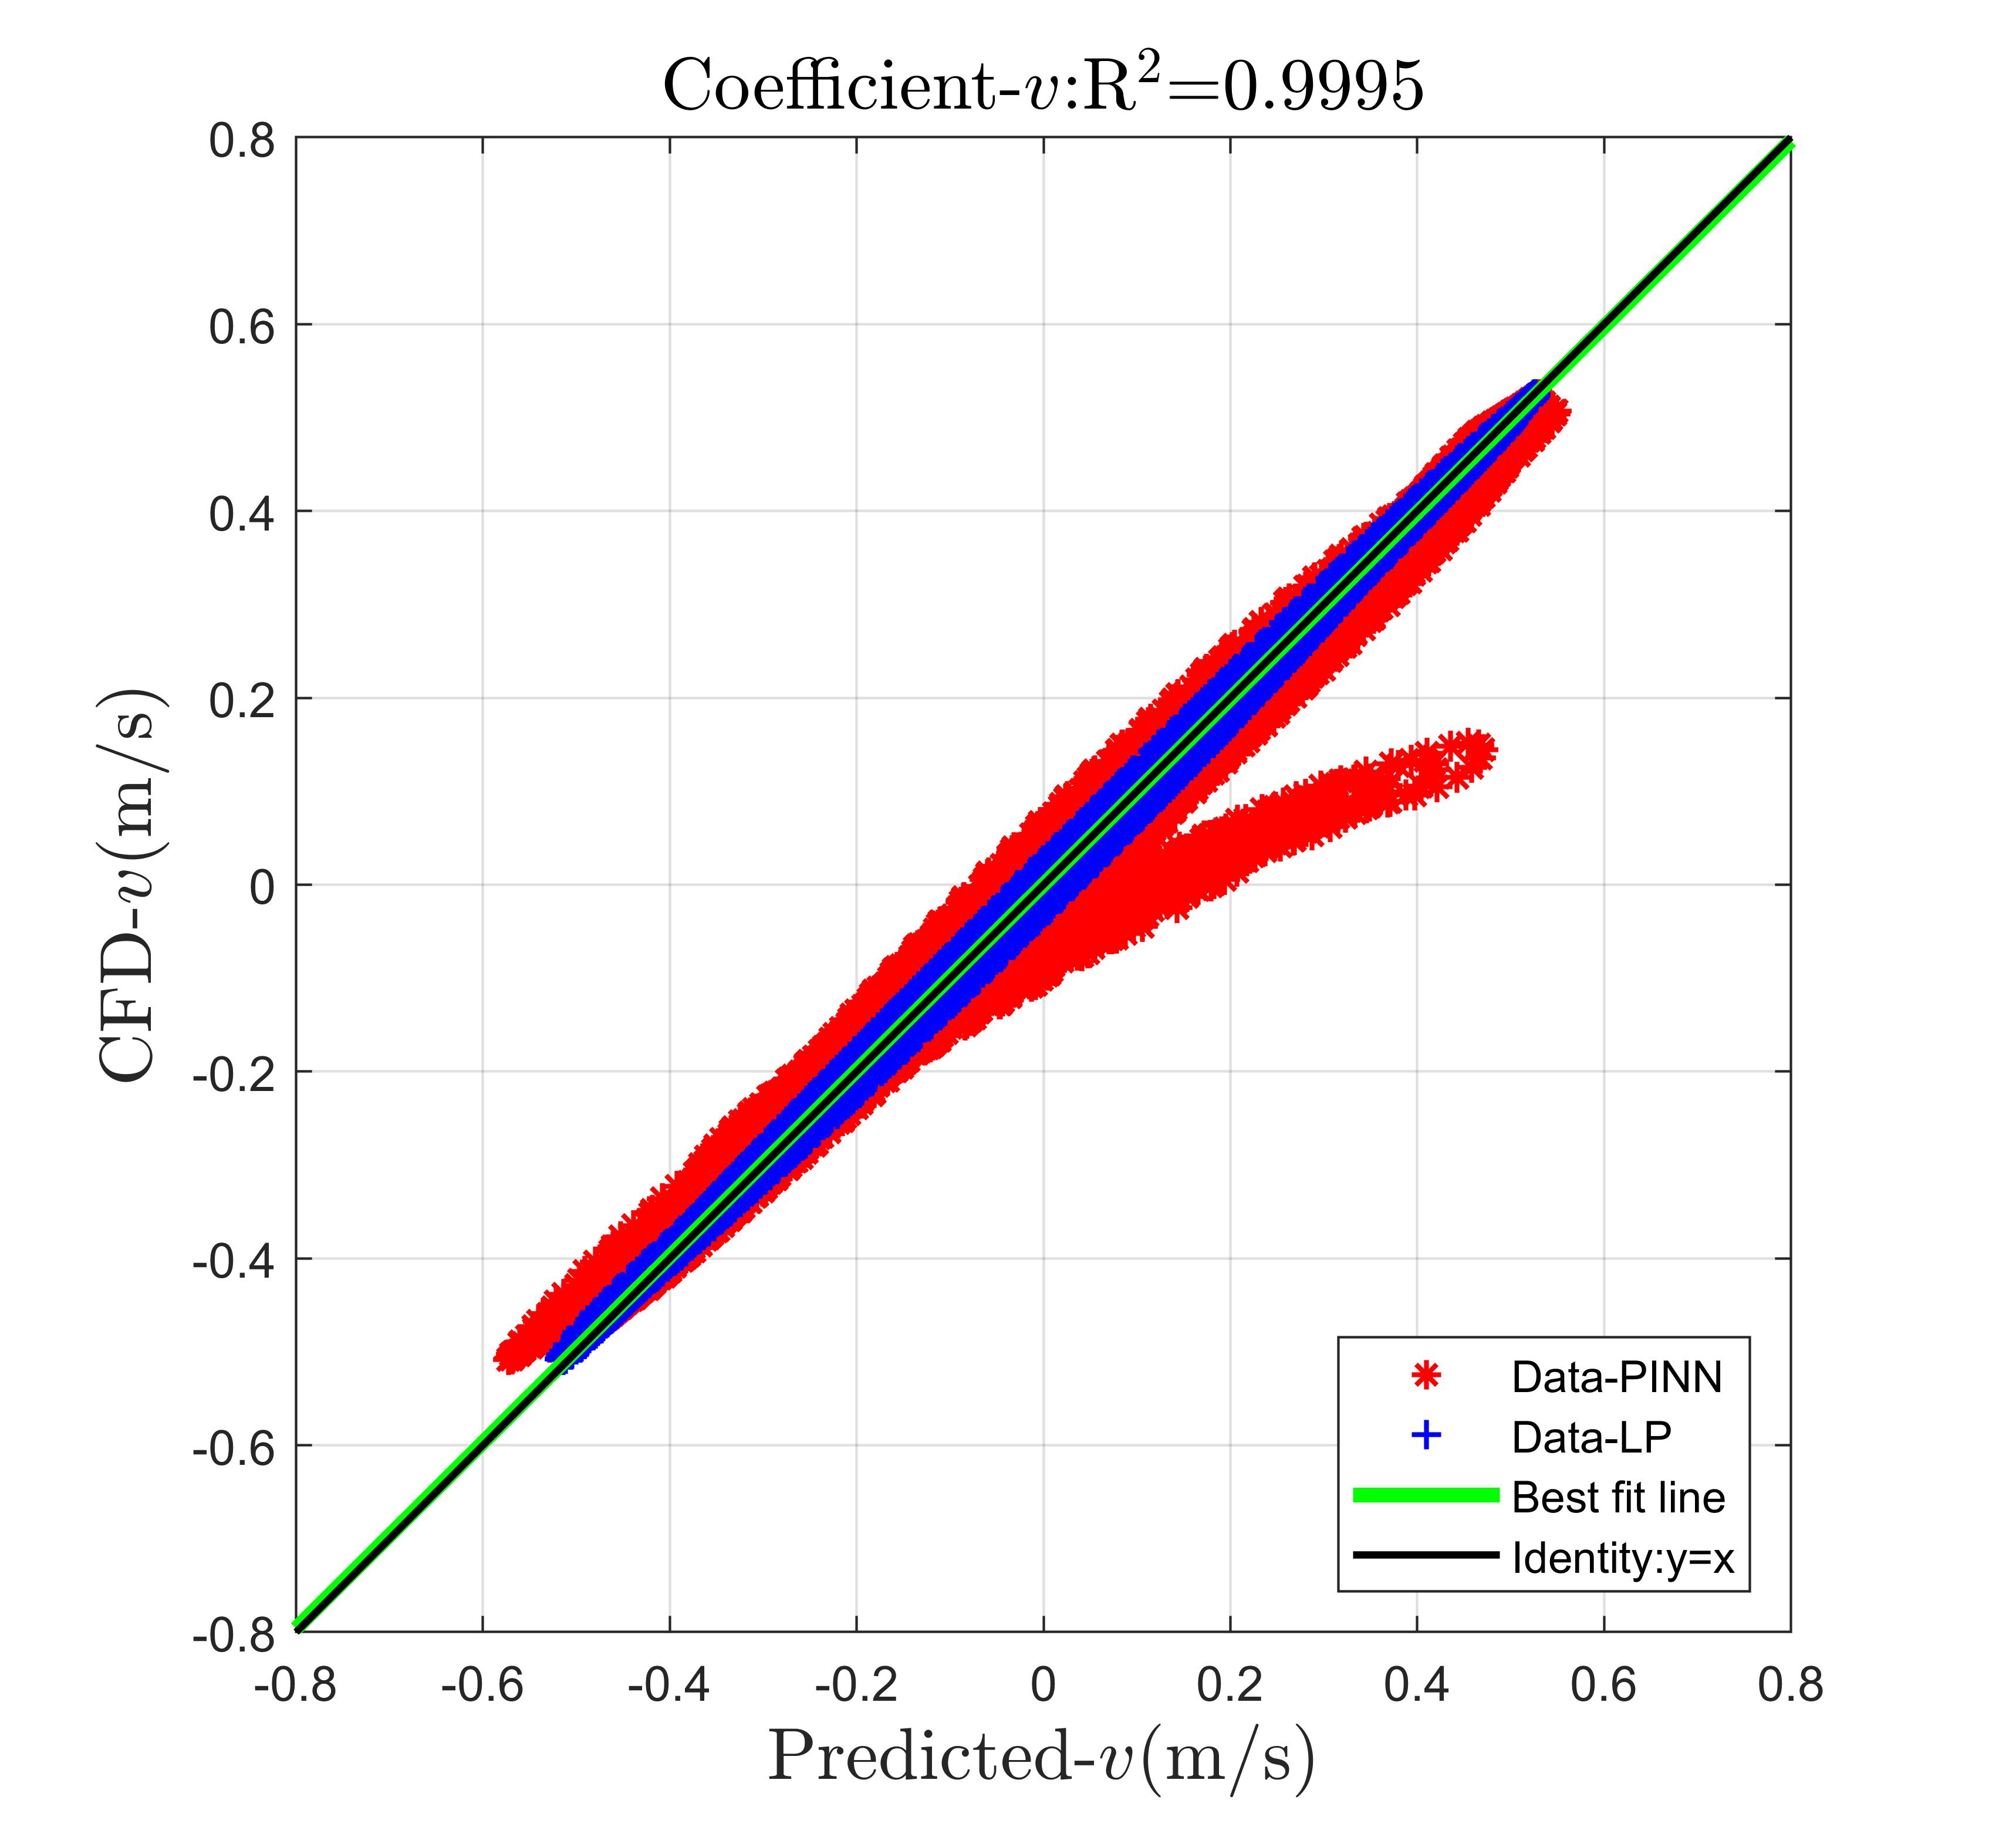 Coefficient-v:R²=0.9995
0.8
0.6
0.4
0.2
0
-0.2
-0.4
-0.6
-0.8
CFD-v(m/s)
-0.8 -0.6 -0.4 -0.2 0 0.2 0.4 0.6 0.8
Predicted-v(m/s)
Data-PINN
Data-LP
Best fit line
Identity:y=x